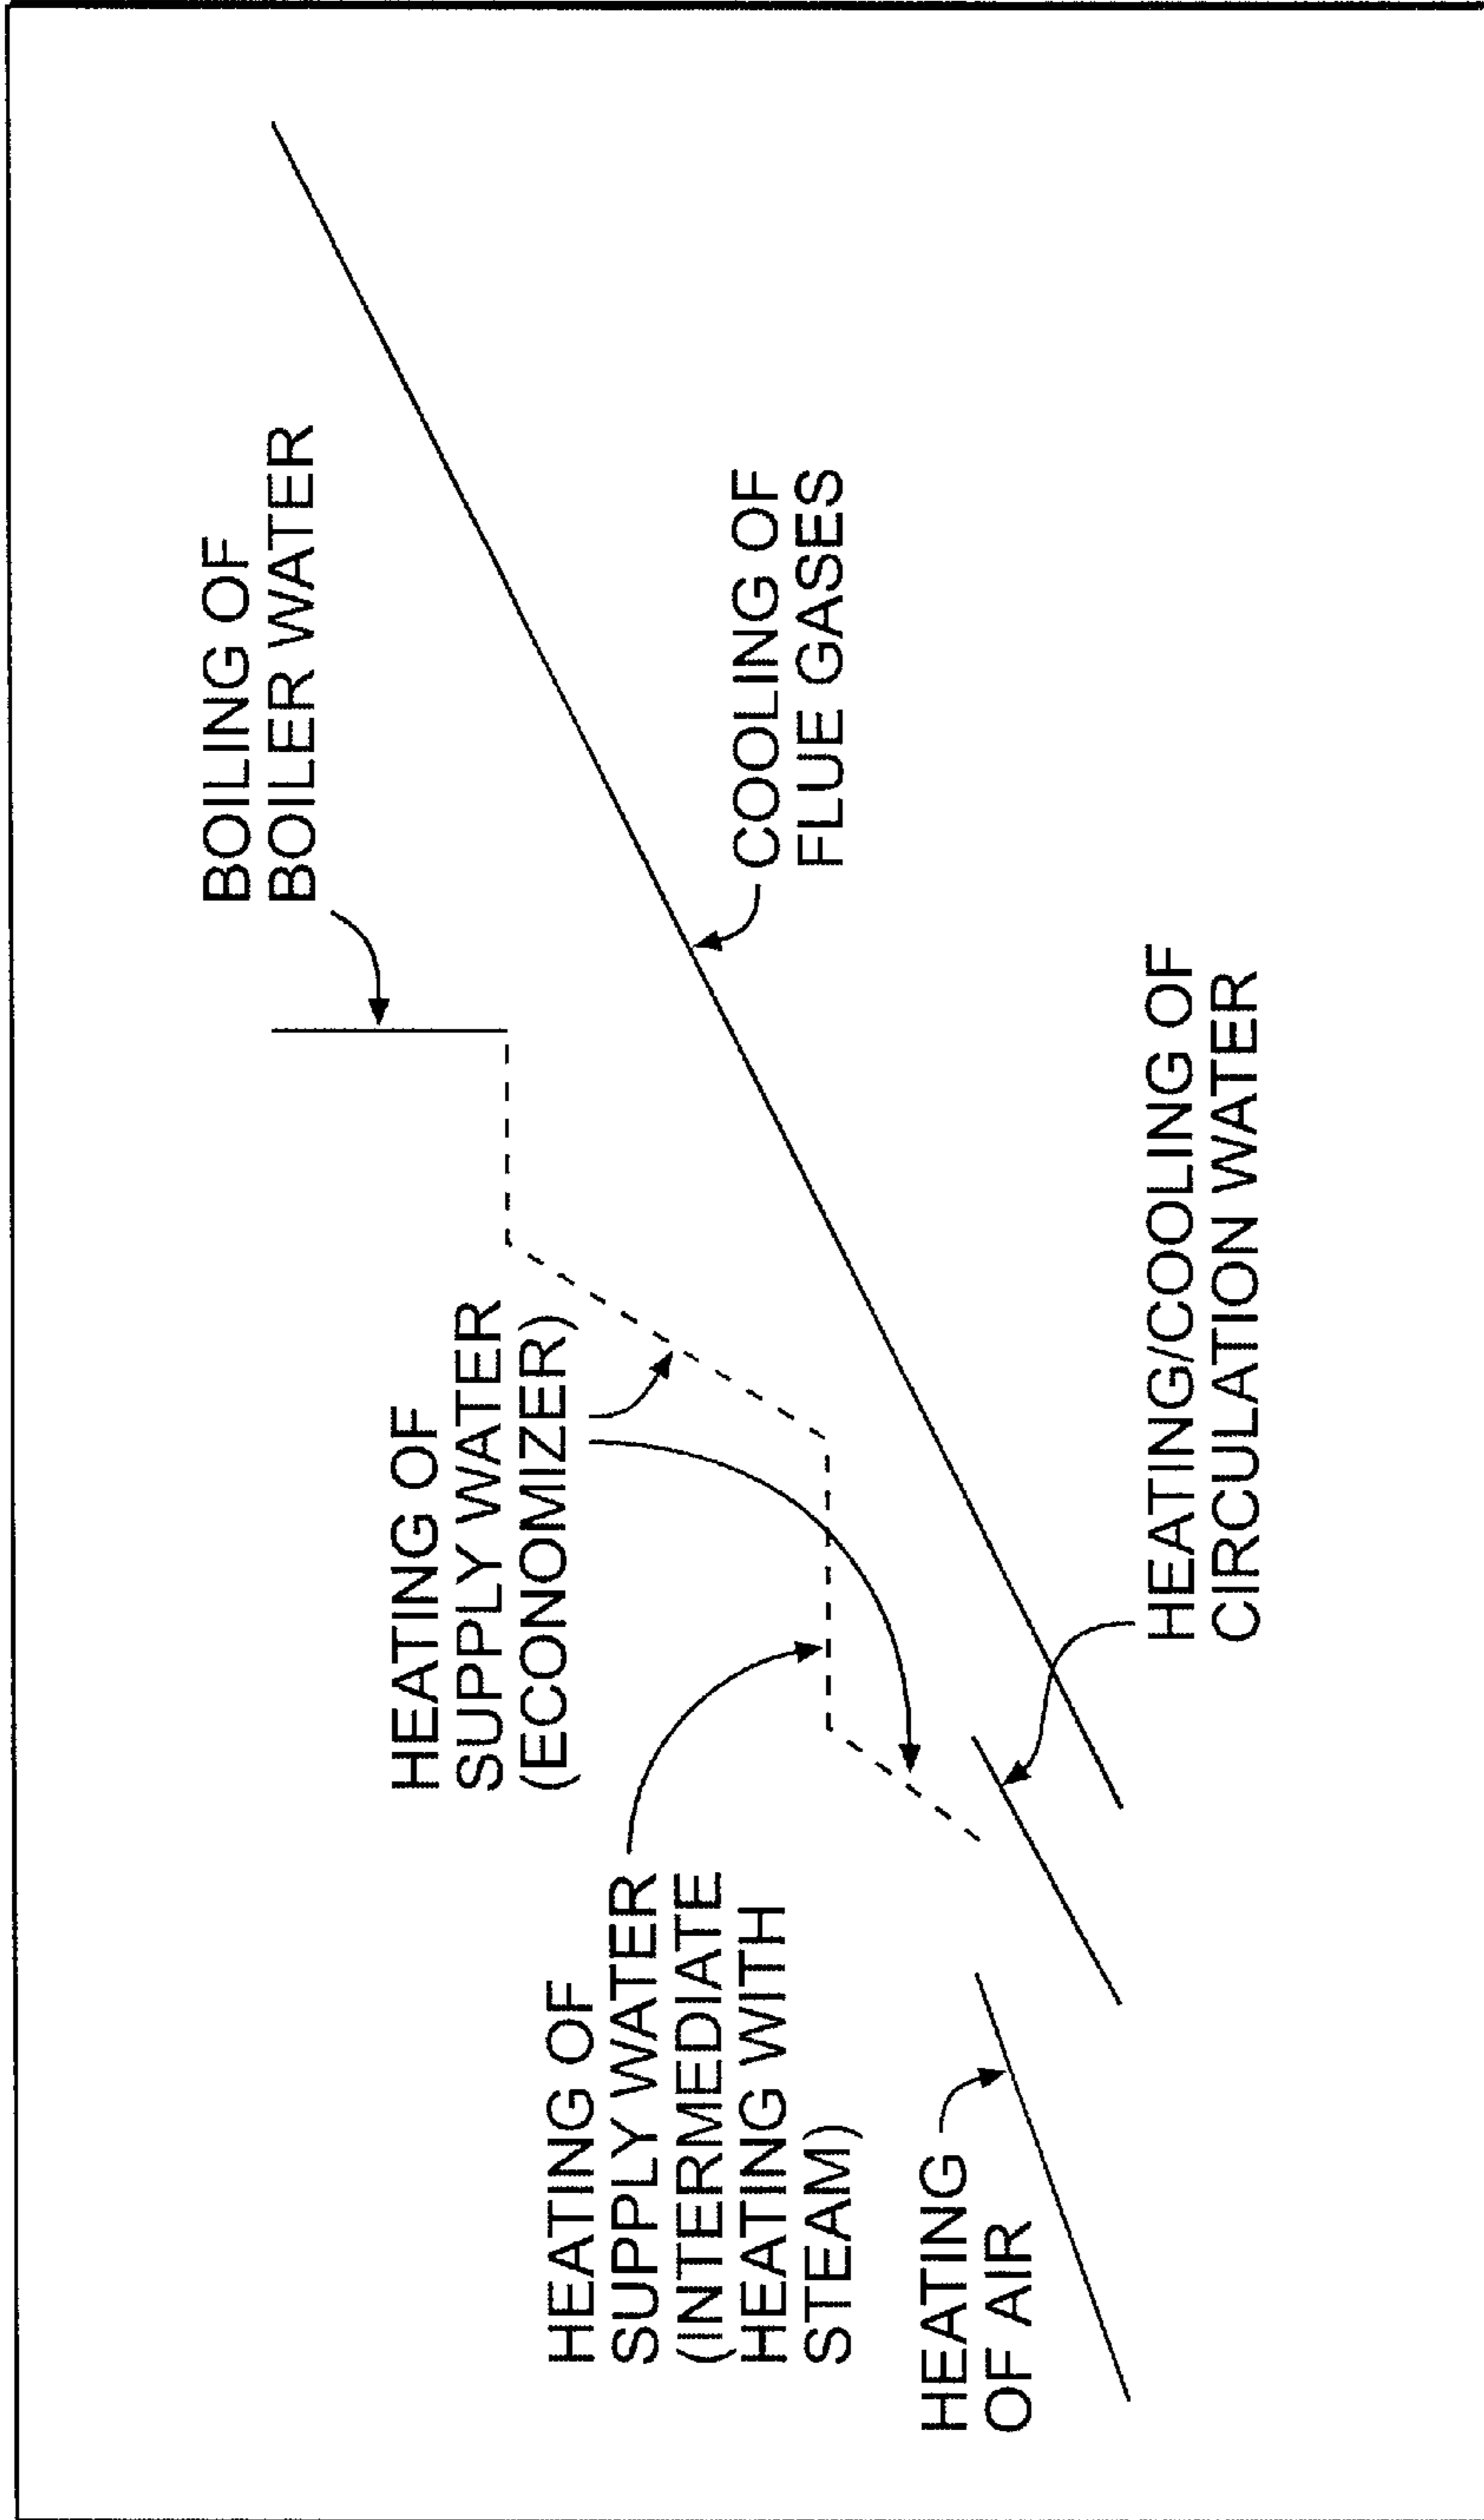 BOILING OF
BOILER WATER
HEATING OF
SUPPLY WATER
(ECONOMIZER)
HEATING OF
SUPPLY WATER
(INTERMEDIATE
HEATING WITH
STEAM)
COOLING OF
FLUE GASES
HEATING
OF AIR
HEATING/COOLING OF
CIRCULATION WATER